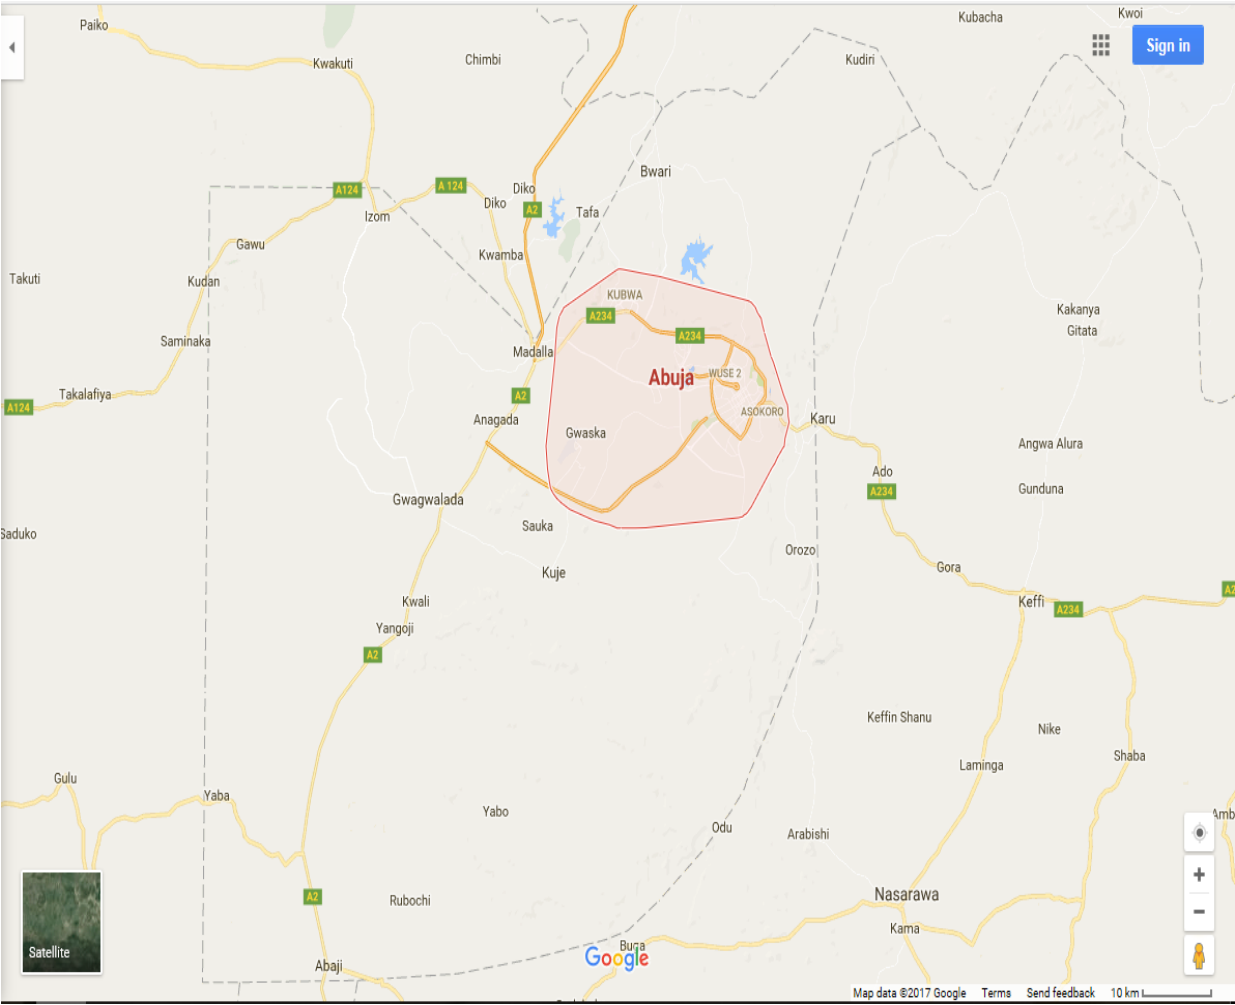 Paiko
Kwoi
Kubacha
Sign in
Kwakuti
Chimbi
Kudiri
Bwari
A124
A 124
Diko
Diko
A2
Tafa
Izom
Gawu
Kwamba
Takuti
Kudan
KUBWA
A234
Kakanya
Gitata
Saminaka
Madalla
A234
Abuja
WUSE 2
Takalafiya
A124
A2
ASOKORO
Anagada
Karu
Gwaska
Angwa Alura
Ado
A234
Gunduna
Gwagwalada
Sauka
Saduko
Orozo
Kuje
Gora
Kwali
Keffi
A234
A2
Yangoji
A2
Keffin Shanu
Nike
Laminga
Shaba
Gulu
Yaba
Yabo
Odu
Arabishi
Amb
Rubochi
A2
Nasarawa
Kama
Satellite
Buga
Google
Abaji
Map data ©2017 Google Terms Send feedback 10 km